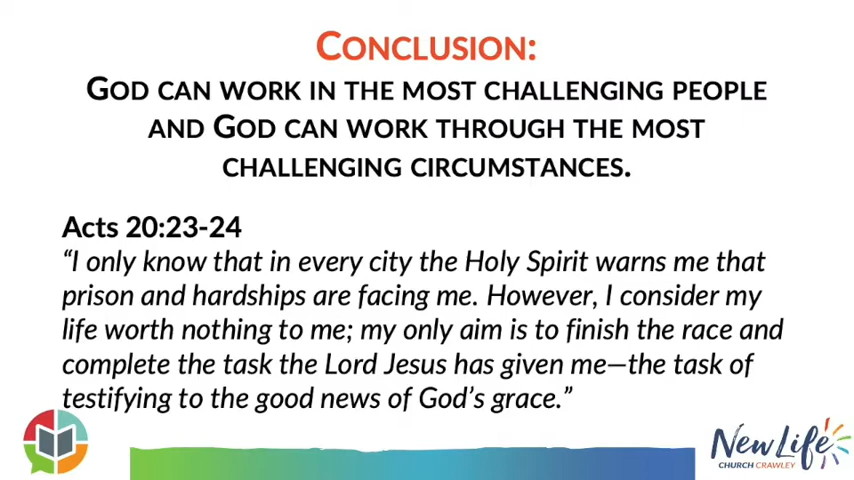 CONCLUSION:
GOD CAN WORK IN THE MOST CHALLENGING PEOPLE
AND GOD CAN WORK THROUGH THE MOST
CHALLENGING CIRCUMSTANCES.
Acts 20:23-24
“I only know that in every city the Holy Spirit warns me that
prison and hardships are facing me. However, I consider my
life worth nothing to me; my only aim is to finish the race and
complete the task the Lord Jesus has given me—the task of
testifying to the good news of God’s grace.”
New Life
CHURCH CRAWLEY